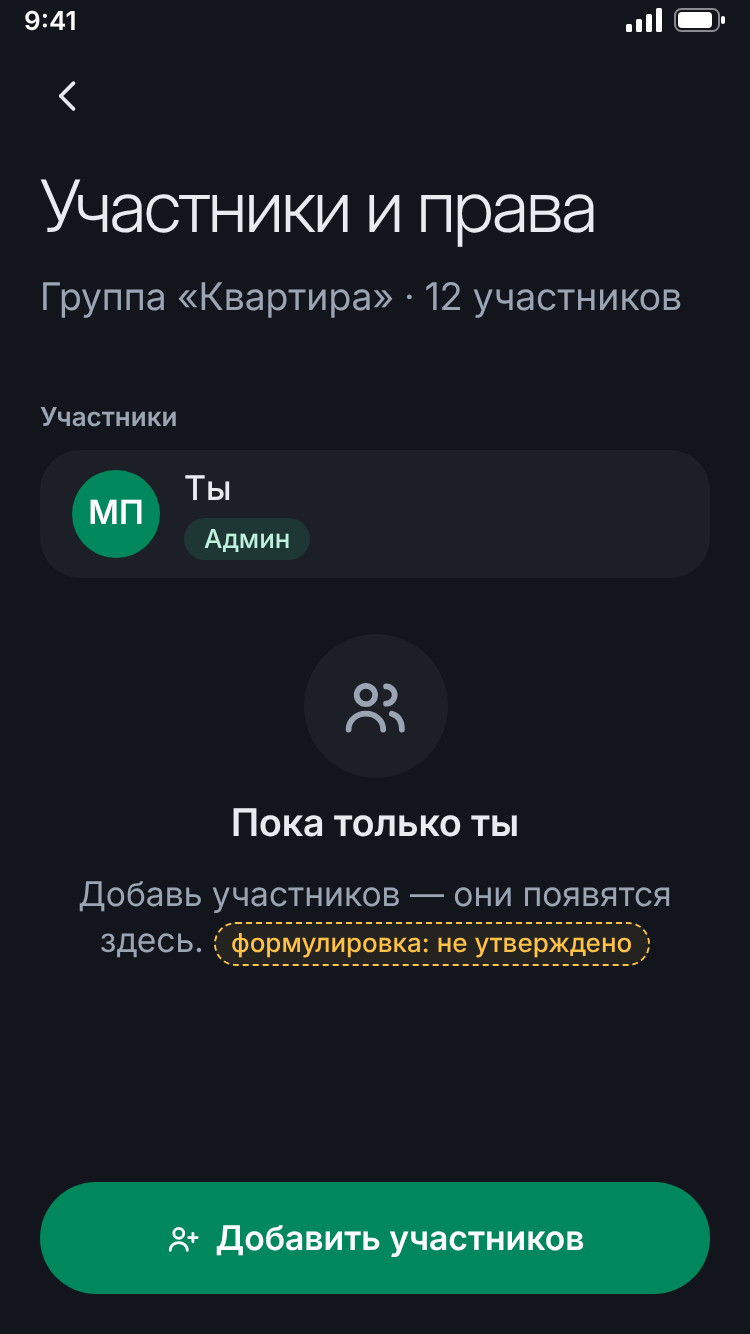 9:41
Участники и права
Группа «Квартира» · 12 участников
Участники
МП
Ты
Админ
Пока только ты
Добавь участников — они появятся
здесь. формулировка: не утверждено
Добавить участников